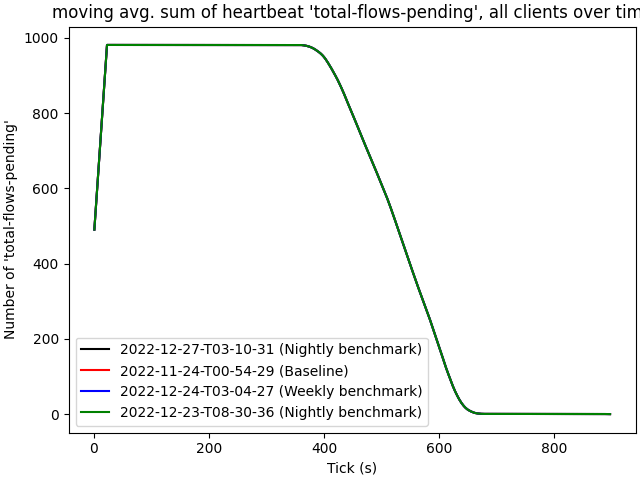 moving avg. sum of heartbeat 'total-flows-pending', all clients over tim
1000
800
600
400
200
0
Number of 'total-flows-pending'
2022-12-27-T03-10-31 (Nightly benchmark)
2022-11-24-T00-54-29 (Baseline)
2022-12-24-T03-04-27 (Weekly benchmark)
2022-12-23-T08-30-36 (Nightly benchmark)
0 200 400 600 800
Tick (s)